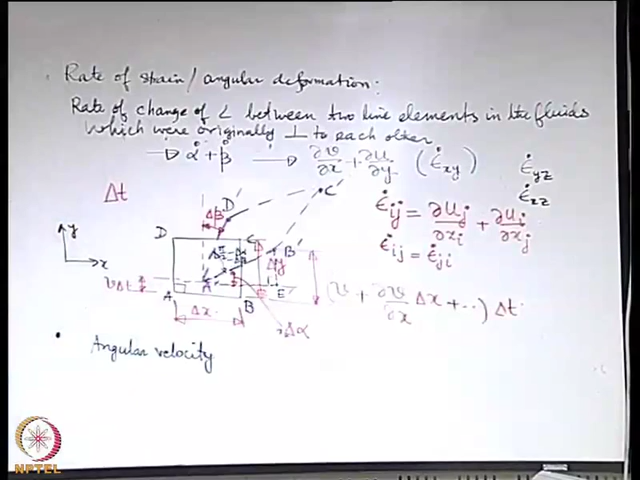 Rate of strain/angular deformation:
Rate of change of ∠ between two line elements in the fluids
which were originally ⊥ to each other
→ α̇ + β̇ → ∂v/∂x + ∂u/∂y (ε̇xy) ε̇yz
ε̇xz
Δt
ε̇ij = ∂uj/∂xi + ∂ui/∂xj
ε̇ij = ε̇ji
y
x
D
Δβ
D'
C'
C
B'
Δy
A'
E
E'
vΔt
A
B
Δx
Δα
(v + ∂v/∂x Δx + ...) Δt
• Angular velocity
NPTEL